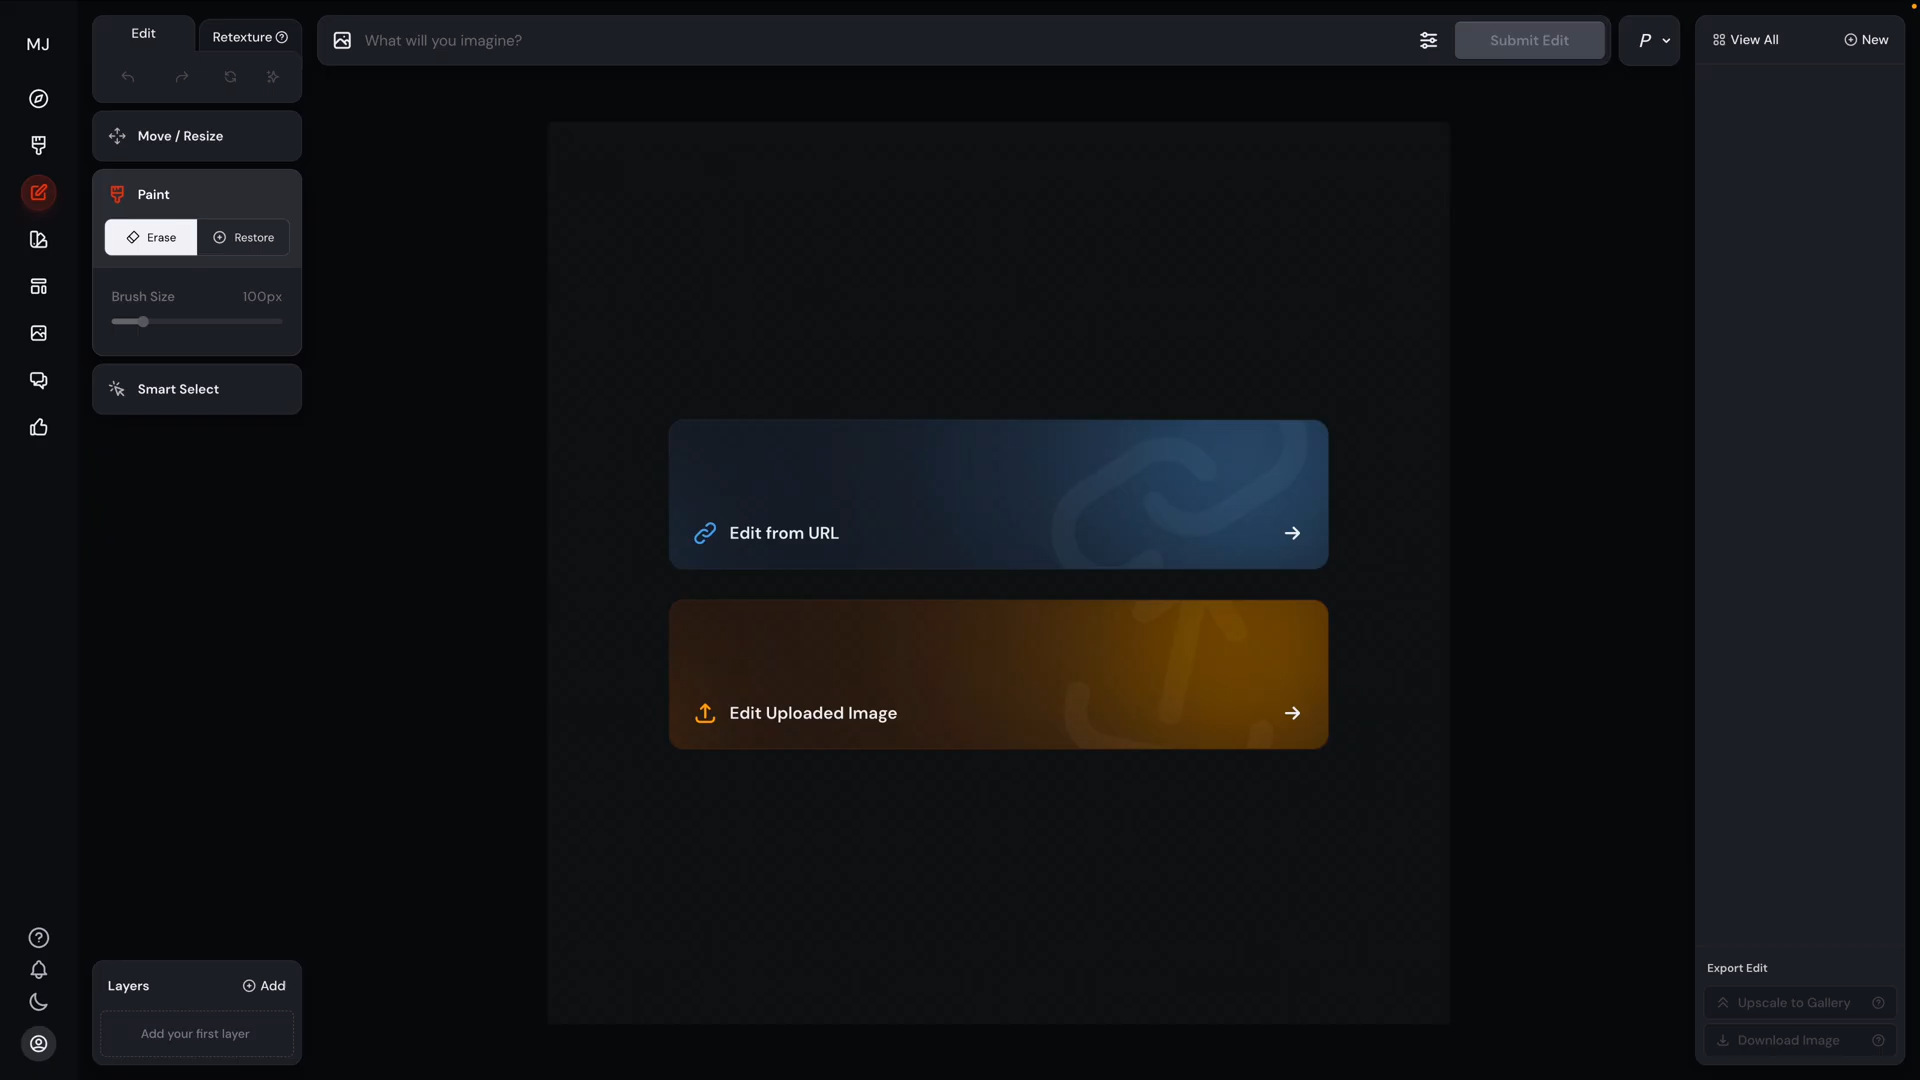 MJ
Edit
Retexture
Move / Resize
Paint
Erase
Restore
Brush Size
100px
Smart Select
Layers
Add
Add your first layer
What will you imagine?
Submit Edit
P
Edit from URL
Edit Uploaded Image
View All
New
Export Edit
Upscale to Gallery
Download Image